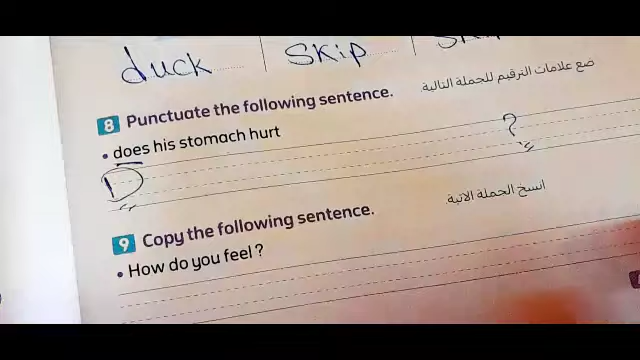 duck skip
8 Punctuate the following sentence. ضع علامات الترقيم للجملة التالية.
• does his stomach hurt
D ?
9 Copy the following sentence. انسخ الجملة الآتية
• How do you feel?